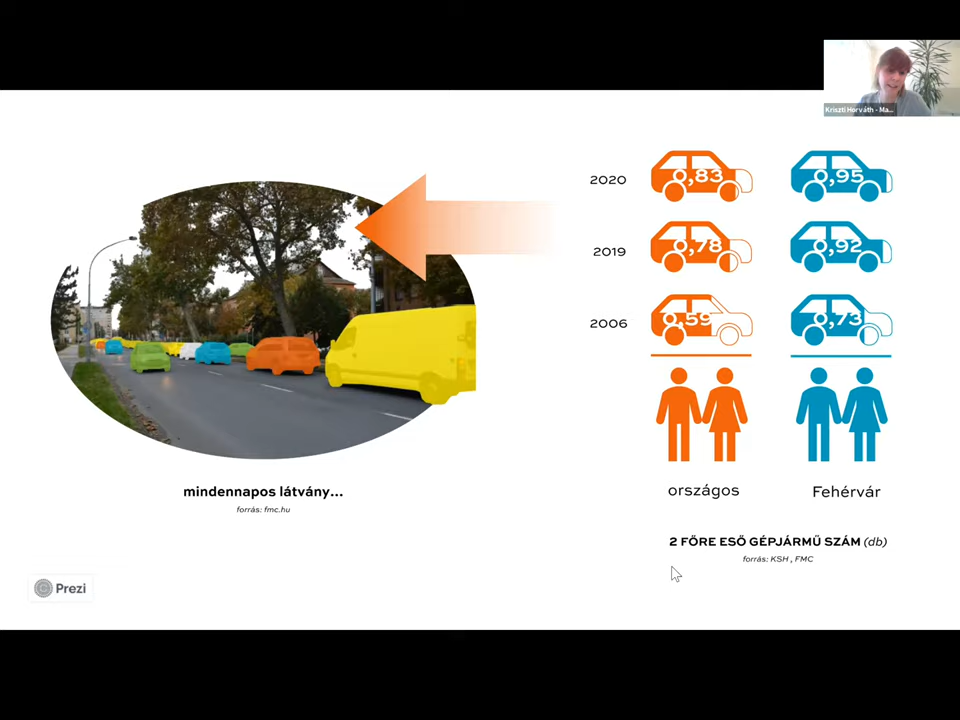 Kriszti Horváth - Ma...
2020
0,83
0,95
2019
0,78
0,92
2006
0,59
0,73
országos
Fehérvár
2 FŐRE ESŐ GÉPJÁRMŰ SZÁM (db)
forrás: KSH , FMC
mindennapos látvány...
forrás: fmc.hu
Prezi